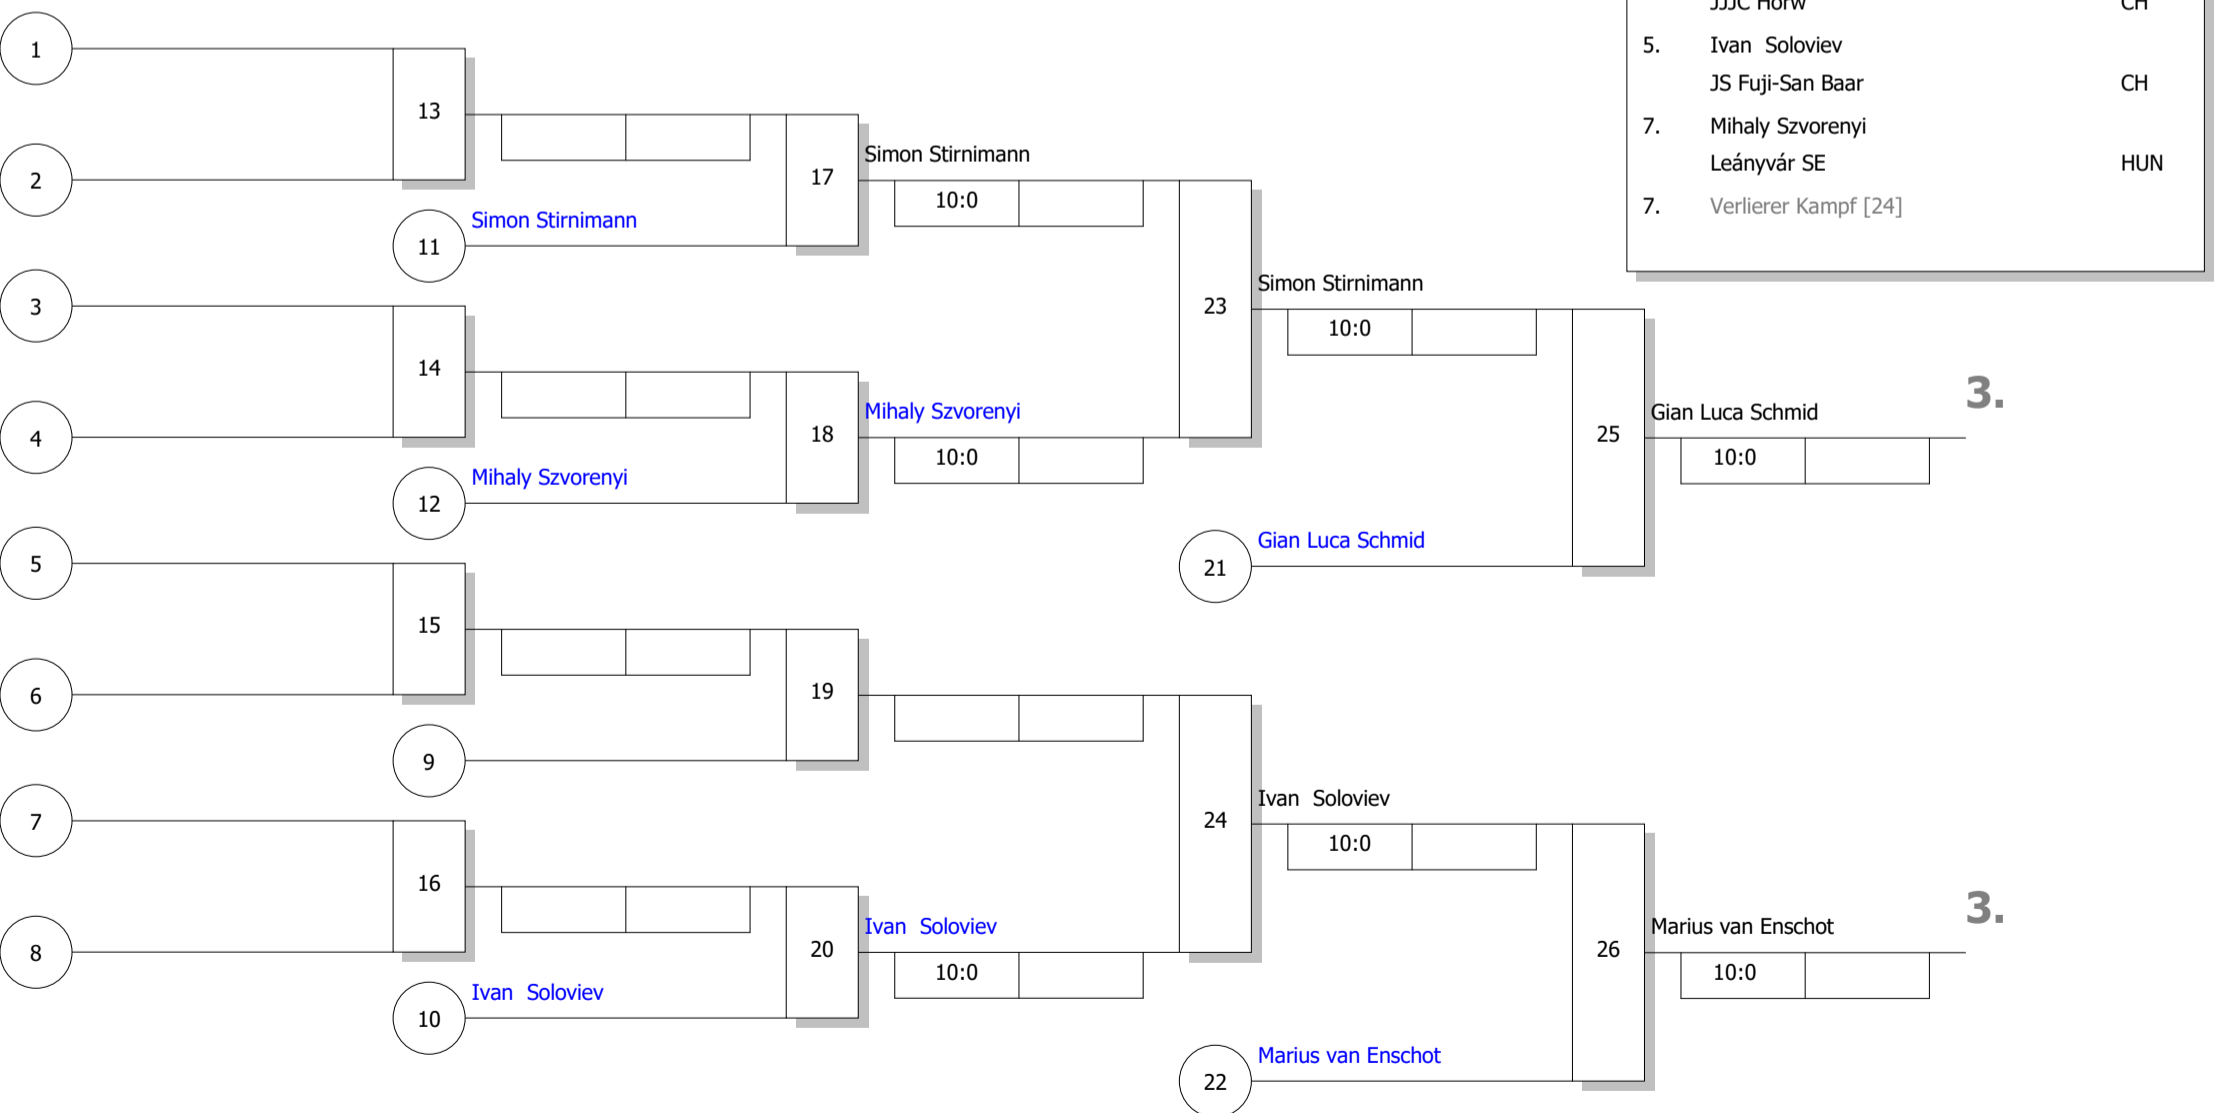 JJJC Horw CH
5. Ivan Soloviev
JS Fuji-San Baar CH
7. Mihaly Szvorenyi
Leányvár SE HUN
7. Verlierer Kampf [24]
1
13
2
17
Simon Stirnimann
10:0
Simon Stirnimann
11
3
23
Simon Stirnimann
10:0
14
4
18
Mihaly Szvorenyi
10:0
Mihaly Szvorenyi
12
25
Gian Luca Schmid
3.
10:0
Gian Luca Schmid
21
5
15
6
19
9
7
24
Ivan Soloviev
10:0
16
8
20
Ivan Soloviev
10:0
Ivan Soloviev
10
26
Marius van Enschot
3.
10:0
Marius van Enschot
22